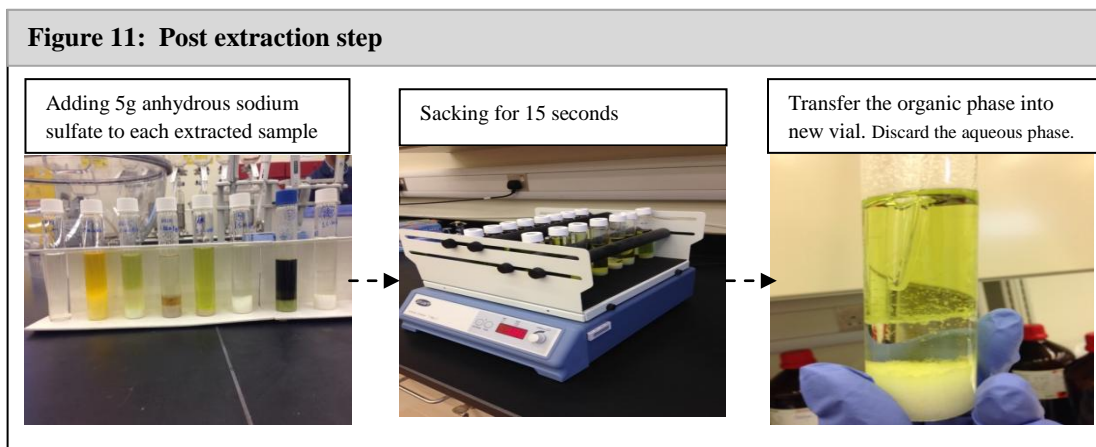 Figure 11: Post extraction step
Adding 5g anhydrous sodium
sulfate to each extracted sample
Sacking for 15 seconds
Transfer the organic phase into
new vial. Discard the aqueous phase.